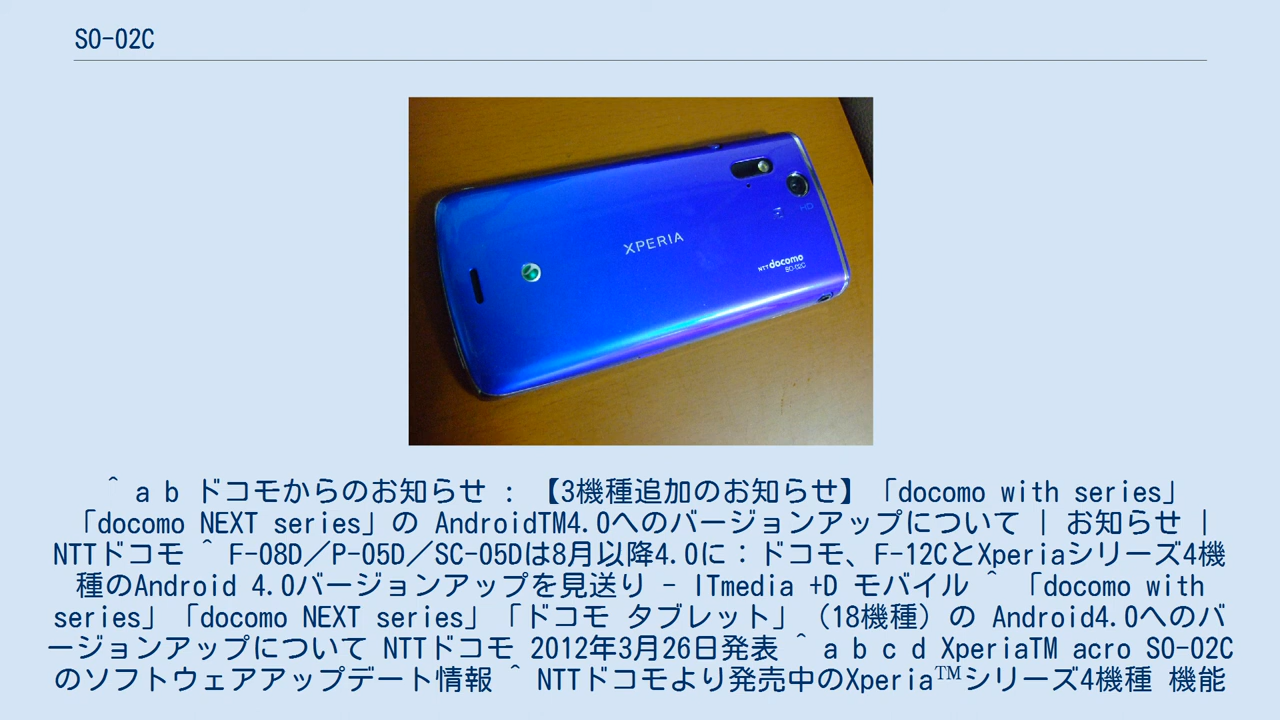 SO-02C
HD
XPERIA
NTT docomo
SO-02C
^ a b ドコモからのお知らせ : 【3機種追加のお知らせ】「docomo with series」
「docomo NEXT series」の AndroidTM4.0へのバージョンアップについて | お知らせ |
NTTドコモ ^ F-08D／P-05D／SC-05Dは8月以降4.0に：ドコモ、F-12CとXperiaシリーズ4機
種のAndroid 4.0バージョンアップを見送り - ITmedia +D モバイル ^ 「docomo with
series」「docomo NEXT series」「ドコモ タブレット」（18機種）の Android4.0へのバ
ージョンアップについて NTTドコモ 2012年3月26日発表 ^ a b c d XperiaTM acro SO-02C
のソフトウェアアップデート情報 ^ NTTドコモより発売中のXperia™シリーズ4機種 機能